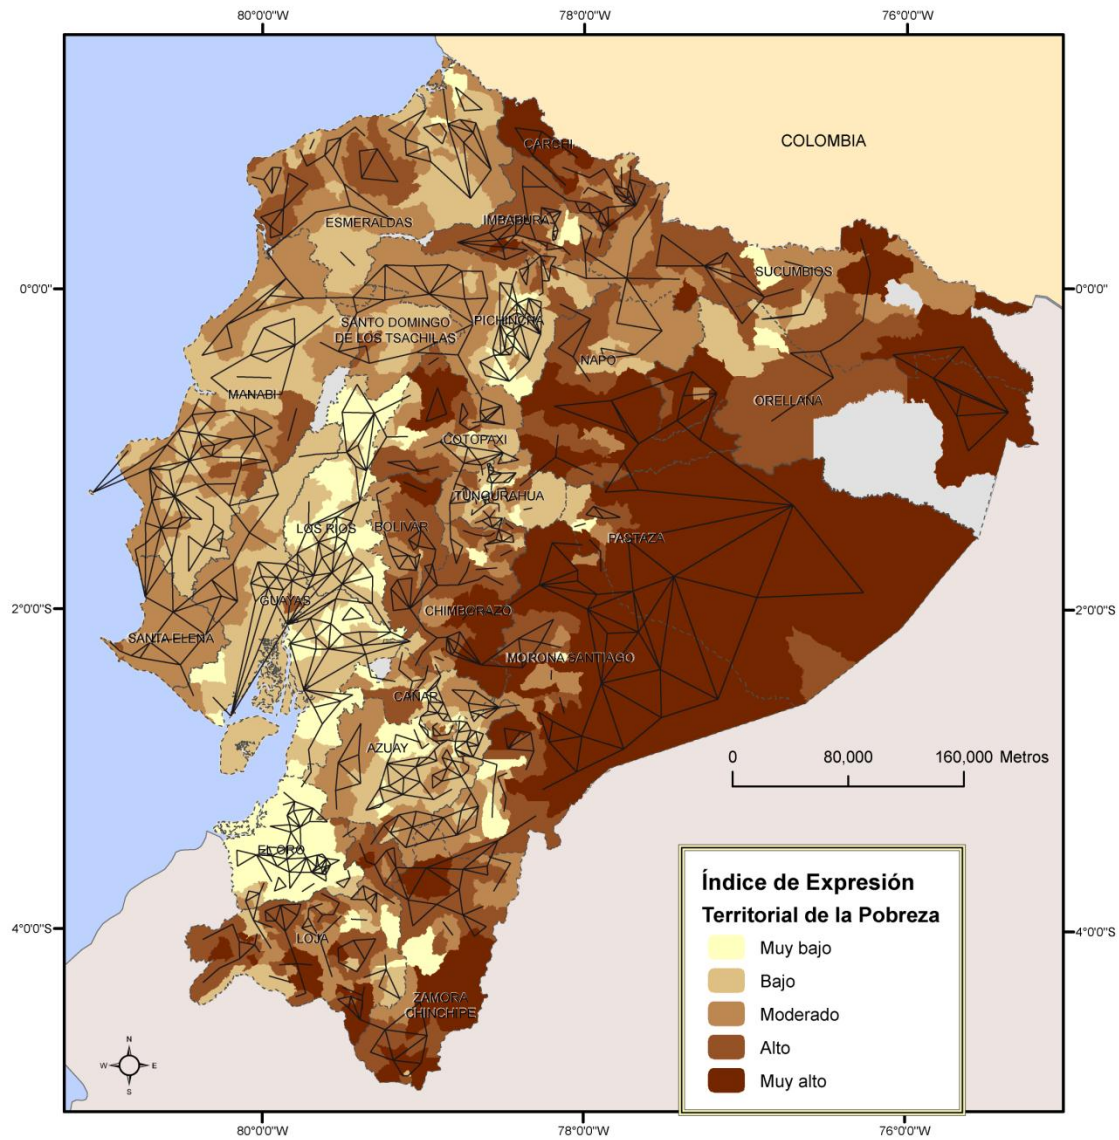 80°0'0"W
78°0'0"W
76°0'0"W
COLOMBIA
CARCHI
ESMERALDAS
IMBABURA
SUCUMBIOS
0°0'0"
0°0'0"
SANTO DOMINGO
DE LOS TSACHILAS
PICHINCHA
NAPO
MANABI
ORELLANA
COTOPAXI
TUNGURAHUA
LOS RIOS
BOLIVAR
PASTAZA
2°0'0"S
2°0'0"S
GUAYAS
CHIMBORAZO
SANTA ELENA
MORONA SANTIAGO
CAÑAR
AZUAY
0 80,000 160,000 Metros
EL ORO
Índice de Expresión
Territorial de la Pobreza
Muy bajo
Bajo
Moderado
Alto
Muy alto
4°0'0"S
4°0'0"S
LOJA
ZAMORA
CHINCHIPE
N
W E
S
80°0'0"W
78°0'0"W
76°0'0"W